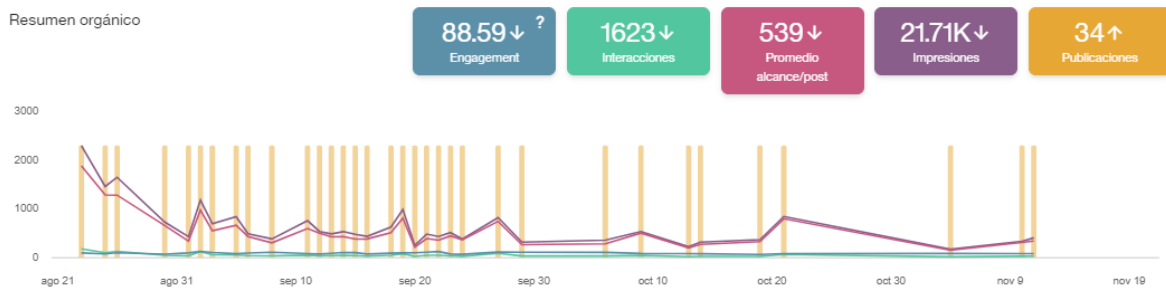 Resumen orgánico
88.59↓ ?
Engagement
1623↓
Interacciones
539↓
Promedio
alcance/post
21.71K↓
Impresiones
34↑
Publicaciones
3000
2000
1000
0
ago 21 ago 31 sep 10 sep 20 sep 30 oct 10 oct 20 oct 30 nov 9 nov 19